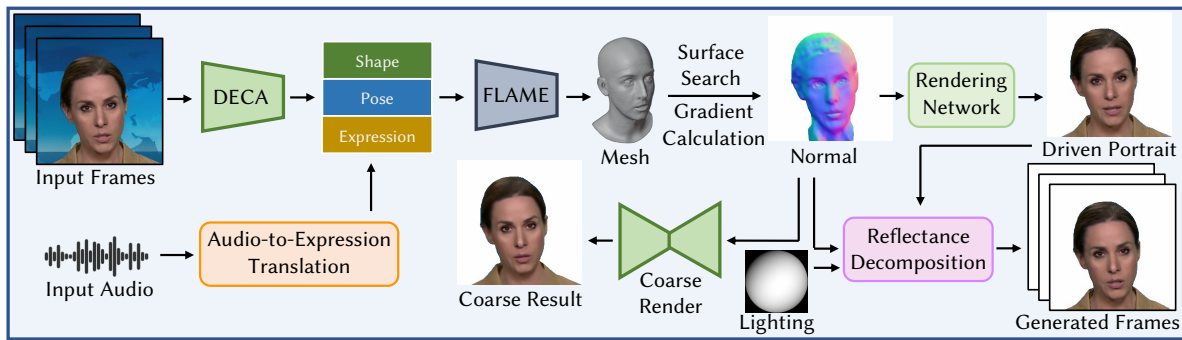 DECA
Shape
Pose
Expression
FLAME
Surface
Search
Gradient
Calculation
Rendering
Network
Input Frames
Mesh
Normal
Driven Portrait
Input Audio
Audio-to-Expression
Translation
Coarse Result
Coarse
Render
Lighting
Reflectance
Decomposition
Generated Frames